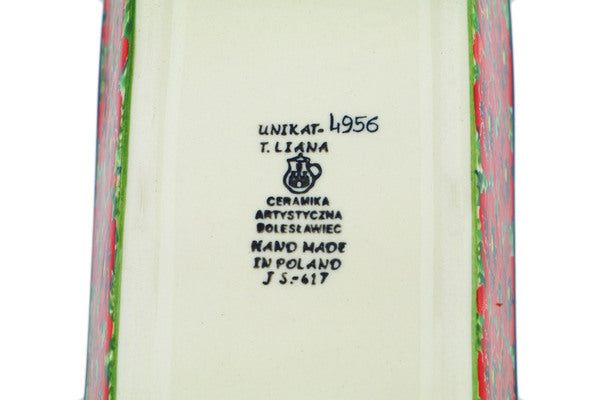 UNIKAT-4956
T. LIANA
CERAMIKA
ARTYSTYCZNA
BOLESŁAWIEC
HAND MADE
IN POLAND
J S.-617